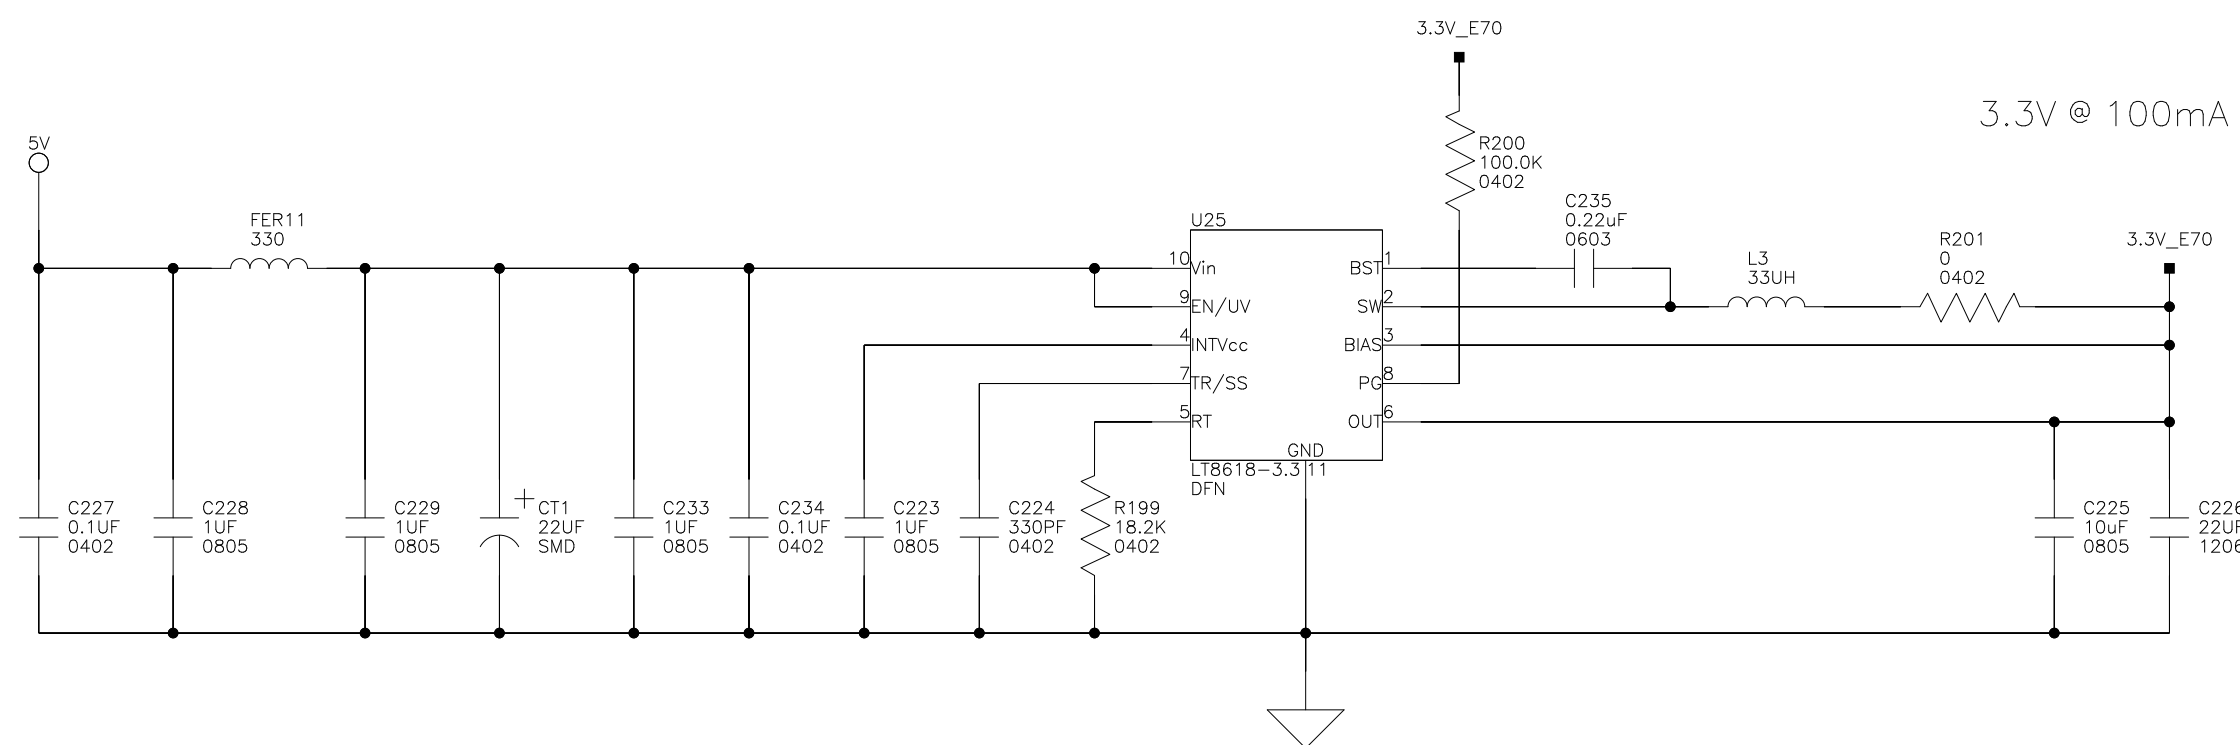 3.3V_E70
3.3V @ 100mA
5V
R200
100.0K
0402
FER11
330
U25
C235
0.22uF
0603
L3
33UH
R201
0
0402
3.3V_E70
10 Vin
9 EN/UV
4 INTVcc
7 TR/SS
5 RT
BST 1
SW 2
BIAS 3
PG 8
OUT 6
GND
11
LT8618-3.3
DFN
C227
0.1UF
0402
C228
1UF
0805
C229
1UF
0805
+
CT1
22UF
SMD
C233
1UF
0805
C234
0.1UF
0402
C223
1UF
0805
C224
330PF
0402
R199
18.2K
0402
C225
10uF
0805
C226
22UF
1206